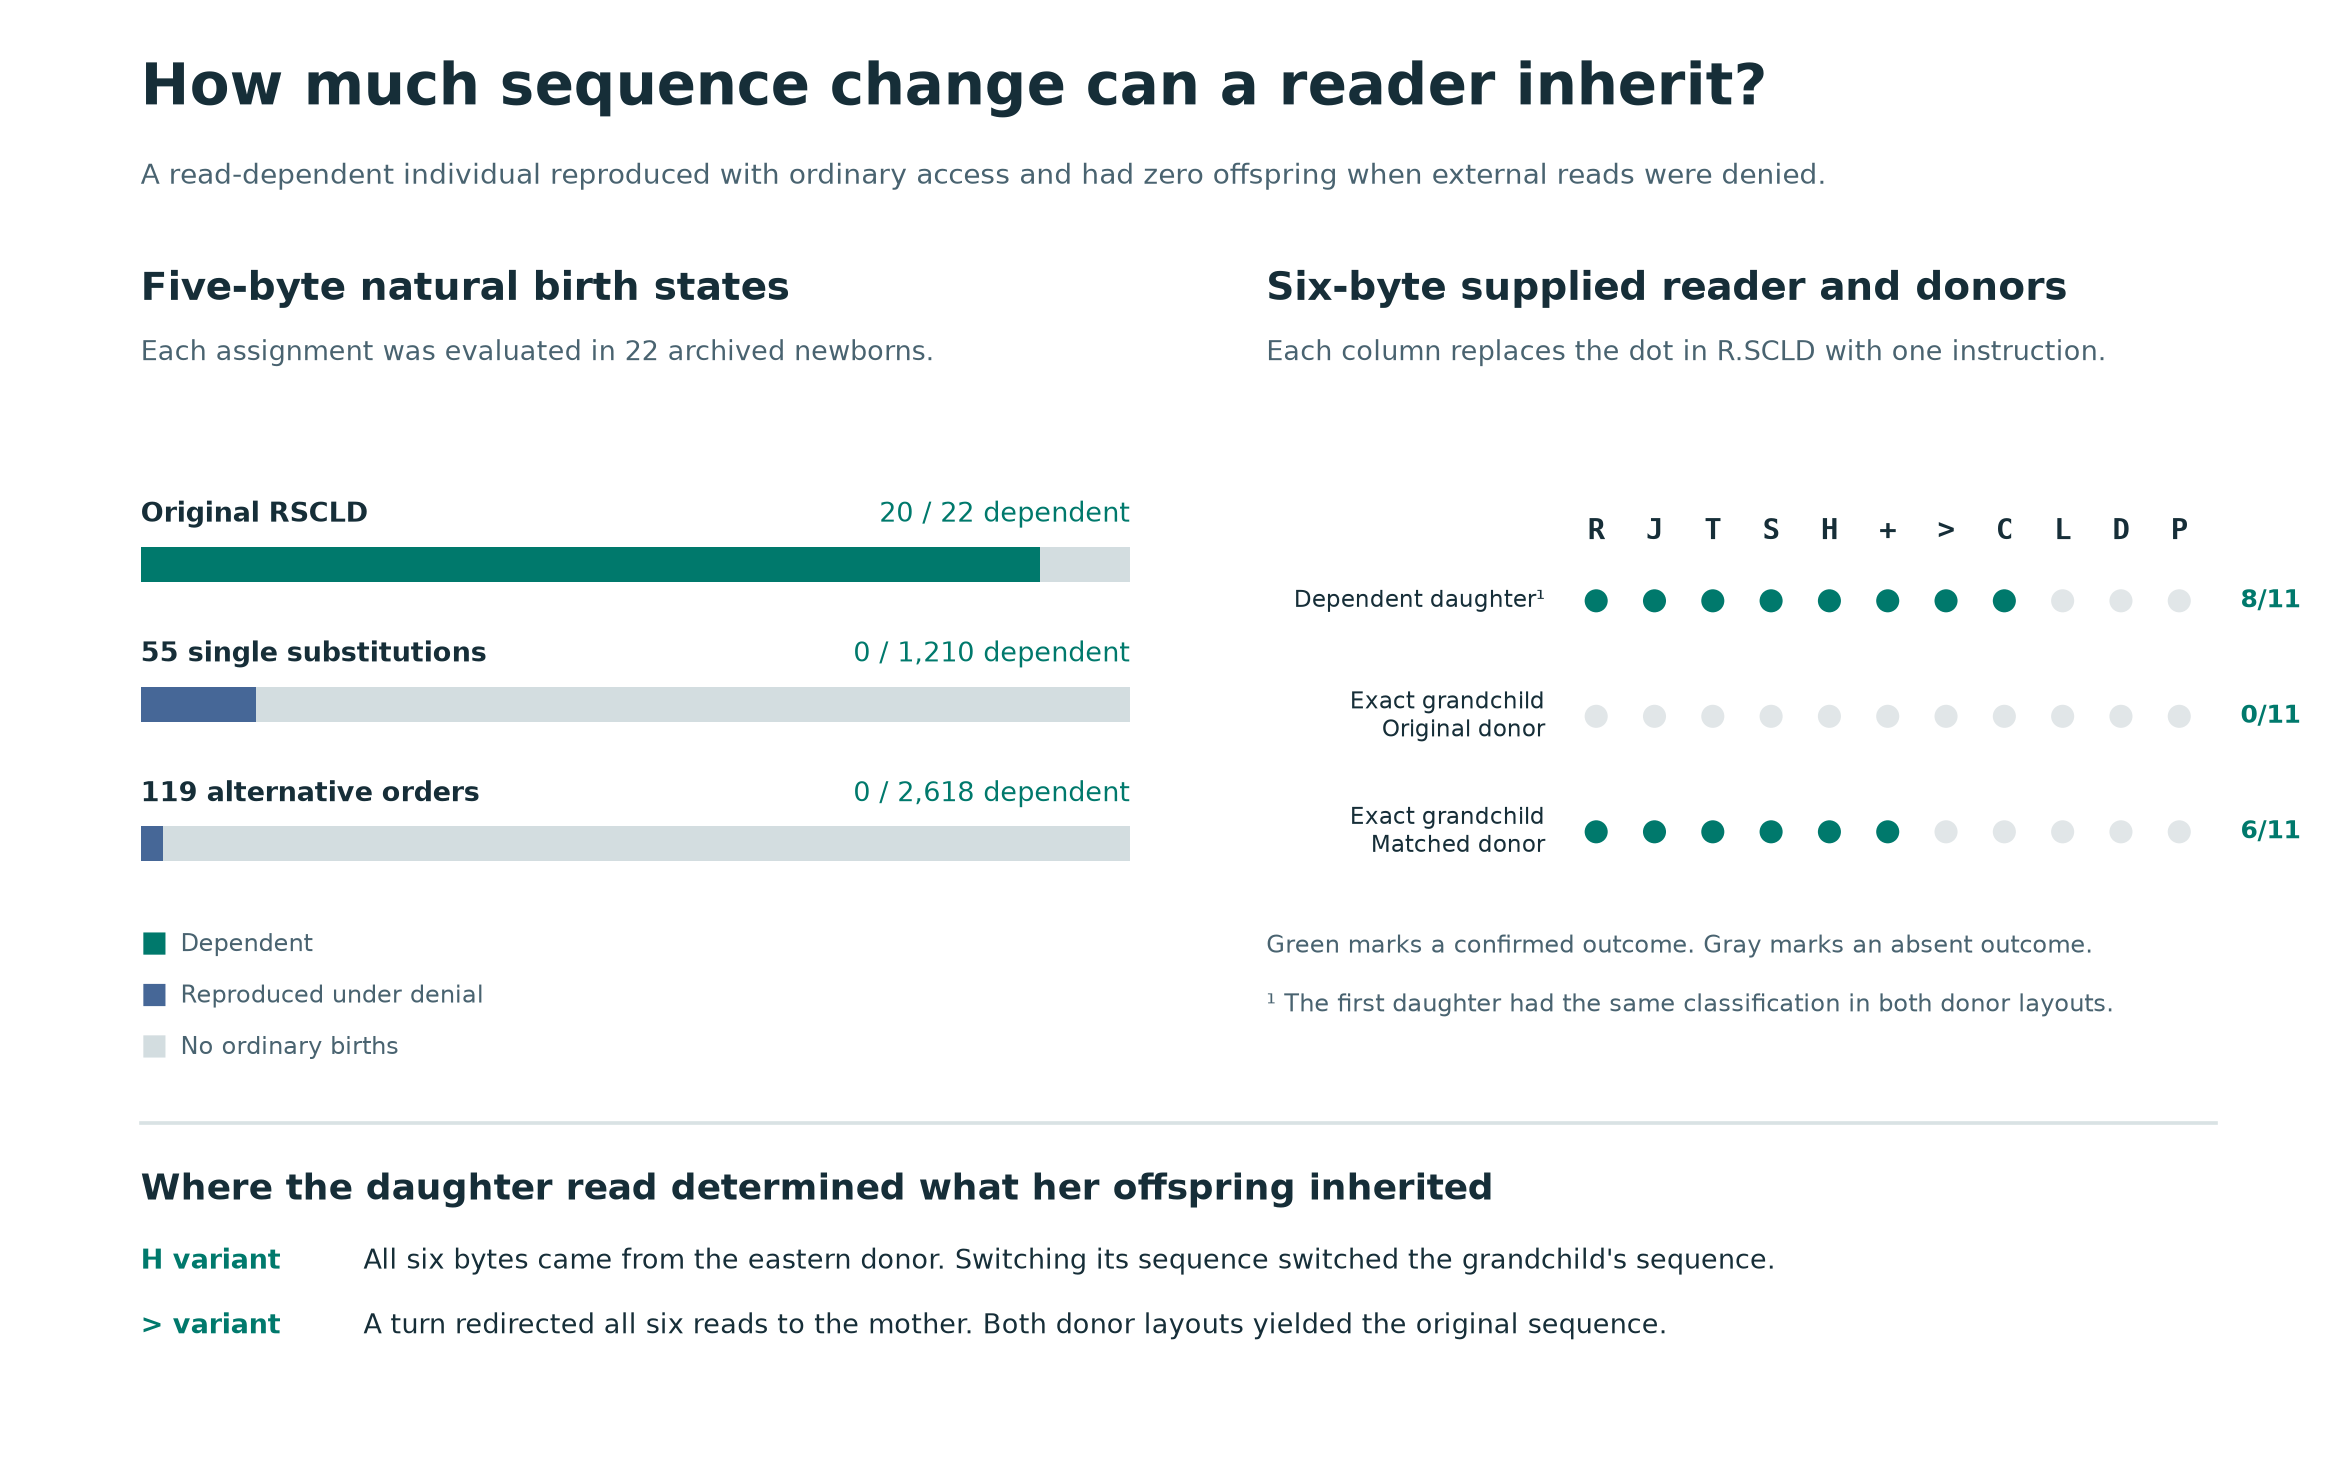 How much sequence change can a reader inherit?
A read-dependent individual reproduced with ordinary access and had zero offspring when external reads were denied.
Five-byte natural birth states
Each assignment was evaluated in 22 archived newborns.
Original RSCLD 20 / 22 dependent
55 single substitutions 0 / 1,210 dependent
119 alternative orders 0 / 2,618 dependent
Dependent
Reproduced under denial
No ordinary births
Six-byte supplied reader and donors
Each column replaces the dot in R.SCLD with one instruction.
R J T S H + > C L D P
Dependent daughter¹ 8/11
Exact grandchild
Original donor 0/11
Exact grandchild
Matched donor 6/11
Green marks a confirmed outcome. Gray marks an absent outcome.
¹ The first daughter had the same classification in both donor layouts.
Where the daughter read determined what her offspring inherited
H variant All six bytes came from the eastern donor. Switching its sequence switched the grandchild's sequence.
> variant A turn redirected all six reads to the mother. Both donor layouts yielded the original sequence.